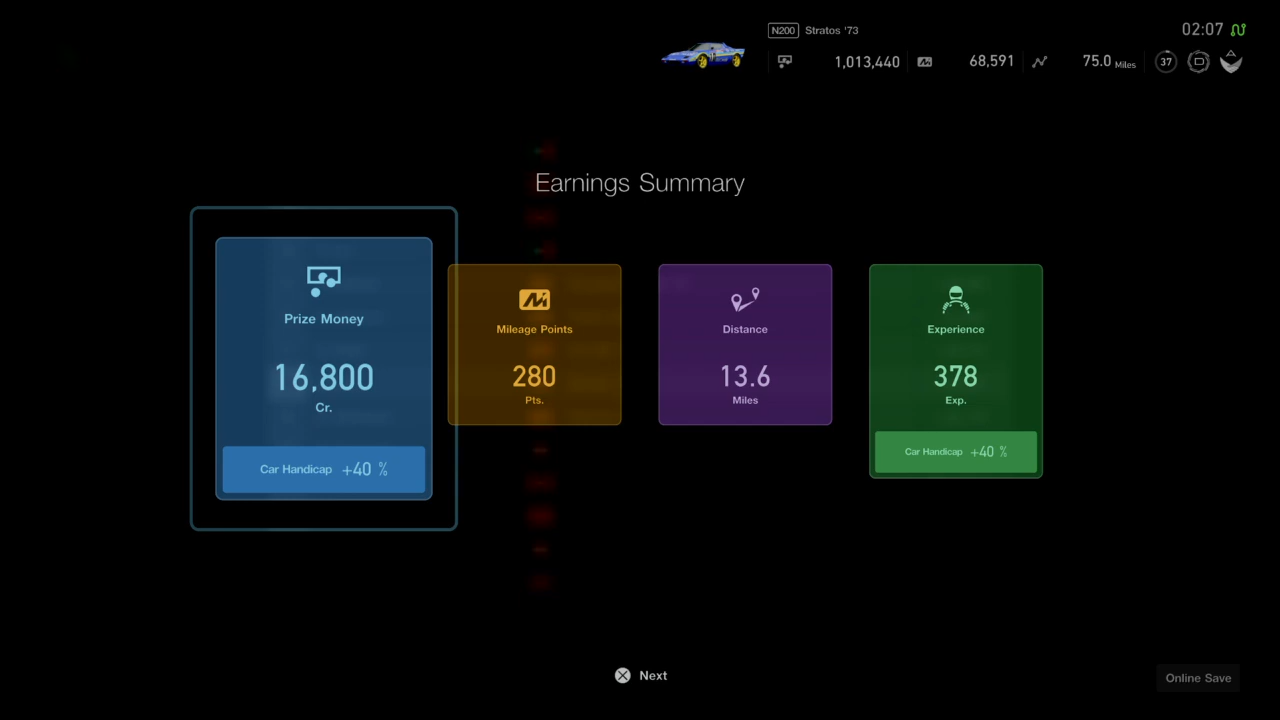 N200 Stratos '73
02:07
1,013,440
68,591
75.0 Miles
37
D
Earnings Summary
Prize Money
16,800
Cr.
Car Handicap +40 %
Mileage Points
280
Pts.
Distance
13.6
Miles
Experience
378
Exp.
Car Handicap +40 %
Next
Online Save